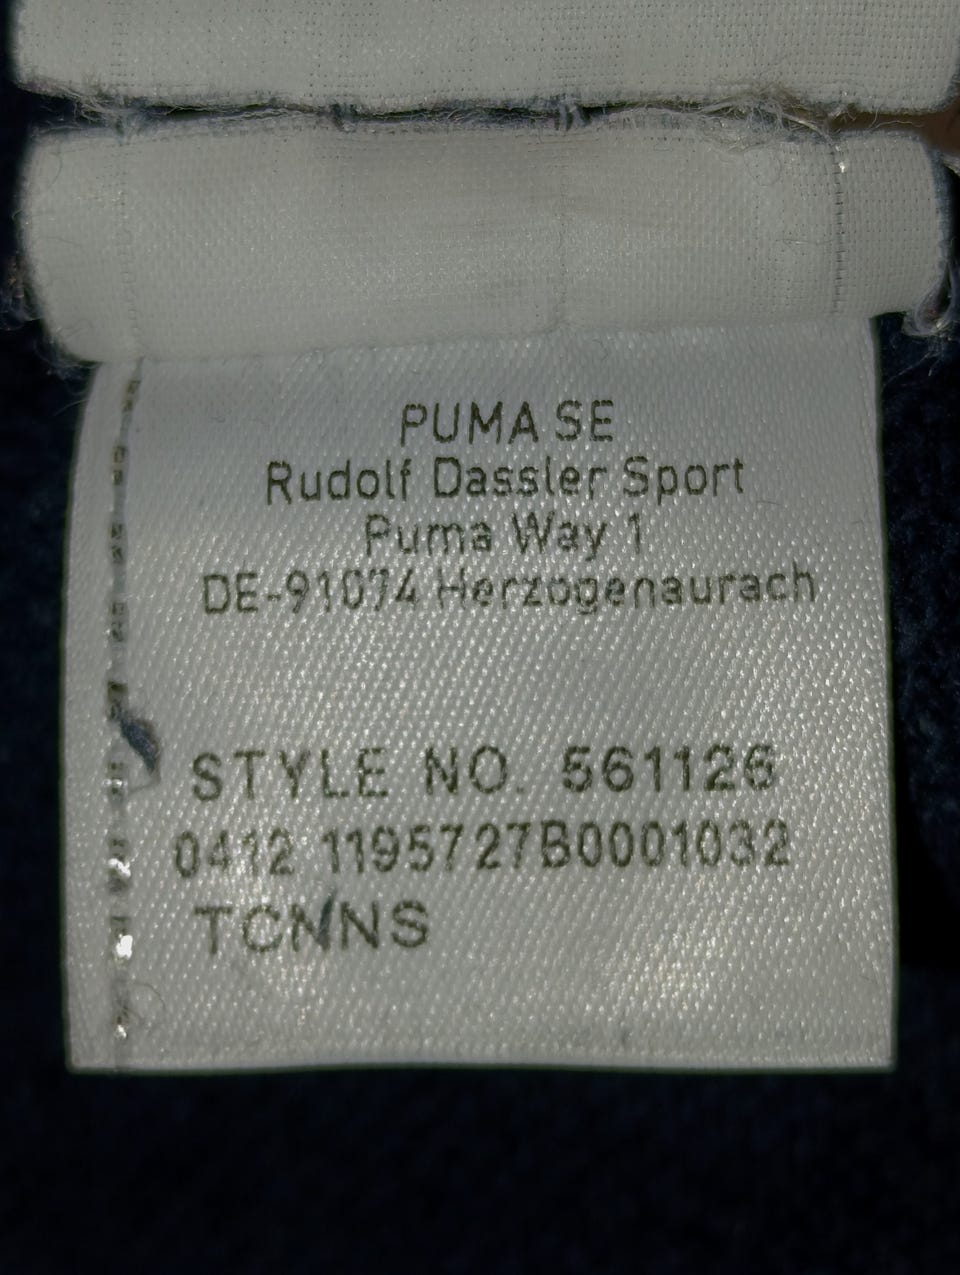 PUMA SE
Rudolf Dassler Sport
Puma Way 1
DE-91074 Herzogenaurach
STYLE NO. 561126
0412 1195727B0001032
TCNNS